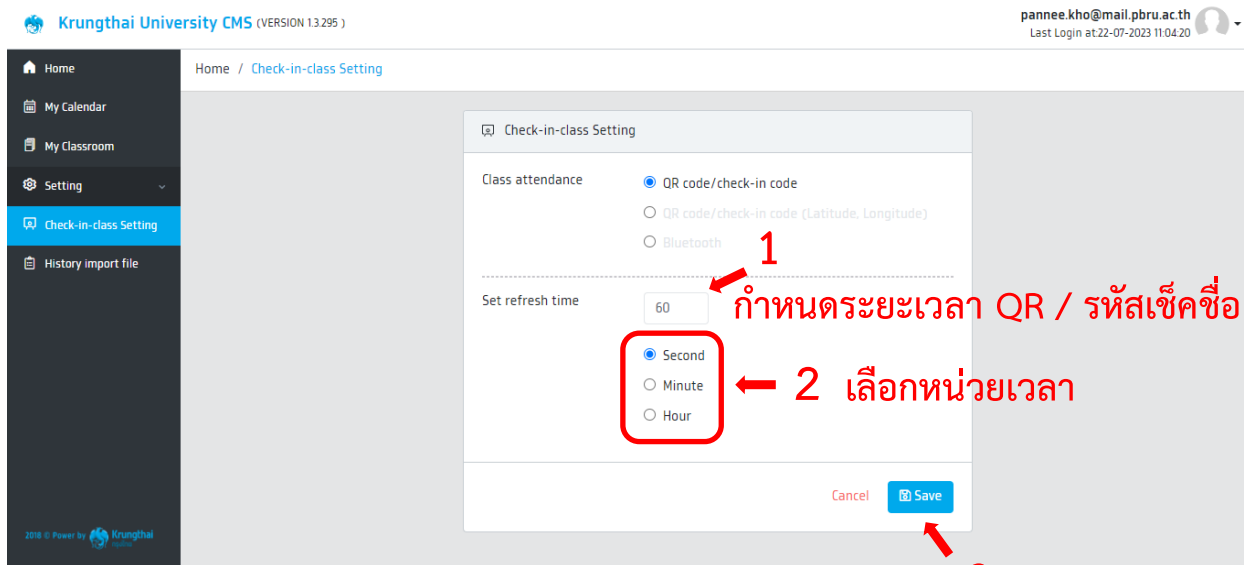 Krungthai University CMS (VERSION 1.3.295 )
pannee.kho@mail.pbru.ac.th
Last Login at:22-07-2023 11:04:20
Home
Home / Check-in-class Setting
My Calendar
My Classroom
Setting
Check-in-class Setting
History import file
Check-in-class Setting
Class attendance
QR code/check-in code
QR code/check-in code (Latitude, Longitude)
Bluetooth
1
Set refresh time
60
กำหนดระยะเวลา QR / รหัสเช็คชื่อ
Second
Minute
Hour
2 เลือกหน่วยเวลา
Cancel
Save
2018 © Power by Krungthai